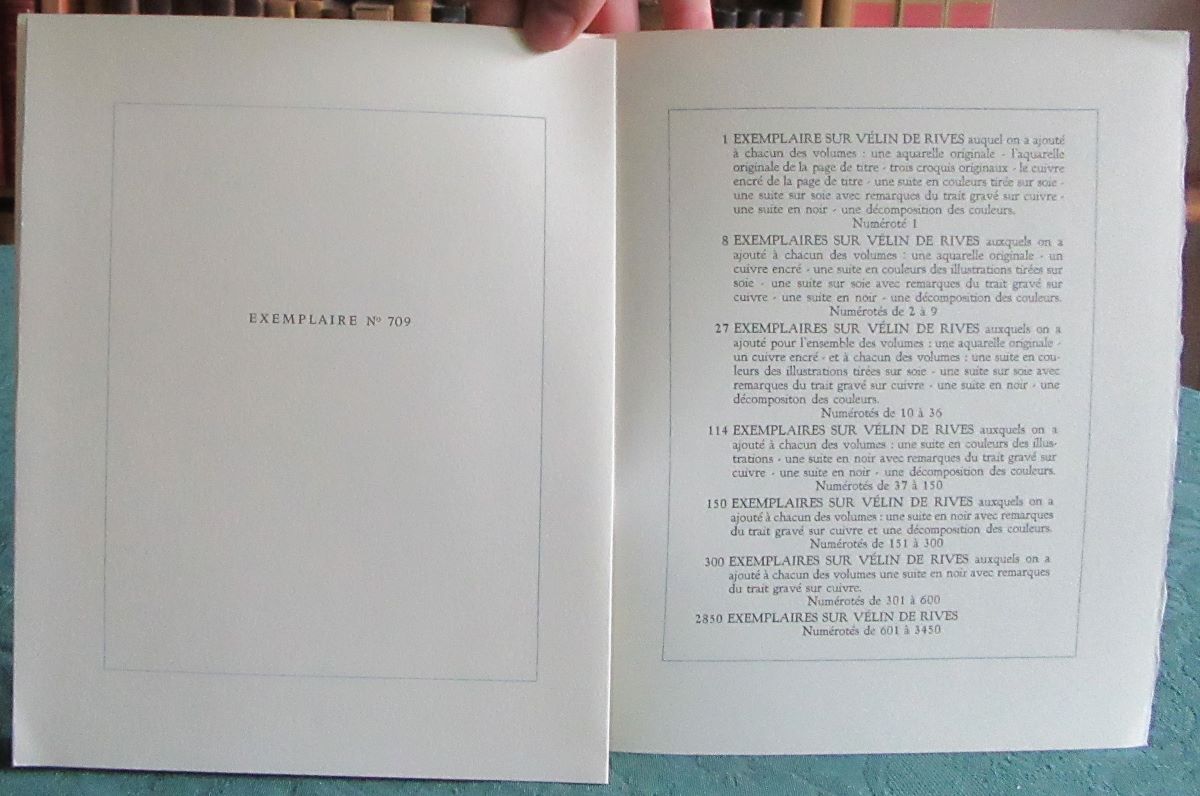 EXEMPLAIRE Nº 709
1 EXEMPLAIRE SUR VÉLIN DE RIVES auquel on a ajouté
à chacun des volumes : une aquarelle originale - l'aquarelle
originale de la page de titre - trois croquis originaux - le cuivre
encré de la page de titre - une suite en couleurs tirée sur soie -
une suite sur soie avec remarques du trait gravé sur cuivre -
une suite en noir - une décomposition des couleurs.
Numéroté 1
8 EXEMPLAIRES SUR VÉLIN DE RIVES auxquels on a
ajouté à chacun des volumes : une aquarelle originale - un
cuivre encré - une suite en couleurs des illustrations tirées sur
soie - une suite sur soie avec remarques du trait gravé sur
cuivre - une suite en noir - une décomposition des couleurs.
Numérotés de 2 à 9
27 EXEMPLAIRES SUR VÉLIN DE RIVES auxquels on a
ajouté pour l'ensemble des volumes : une aquarelle originale -
un cuivre encré - et à chacun des volumes : une suite en cou-
leurs des illustrations tirées sur soie - une suite sur soie avec
remarques du trait gravé sur cuivre - une suite en noir - une
décompositon des couleurs.
Numérotés de 10 à 36
114 EXEMPLAIRES SUR VÉLIN DE RIVES auxquels on a
ajouté à chacun des volumes : une suite en couleurs des illus-
trations - une suite en noir avec remarques du trait gravé sur
cuivre - une suite en noir - une décomposition des couleurs.
Numérotés de 37 à 150
150 EXEMPLAIRES SUR VÉLIN DE RIVES auxquels on a
ajouté à chacun des volumes : une suite en noir avec remarques
du trait gravé sur cuivre et une décomposition des couleurs.
Numérotés de 151 à 300
300 EXEMPLAIRES SUR VÉLIN DE RIVES auxquels on a
ajouté à chacun des volumes une suite en noir avec remarques
du trait gravé sur cuivre.
Numérotés de 301 à 600
2850 EXEMPLAIRES SUR VÉLIN DE RIVES
Numérotés de 601 à 3450